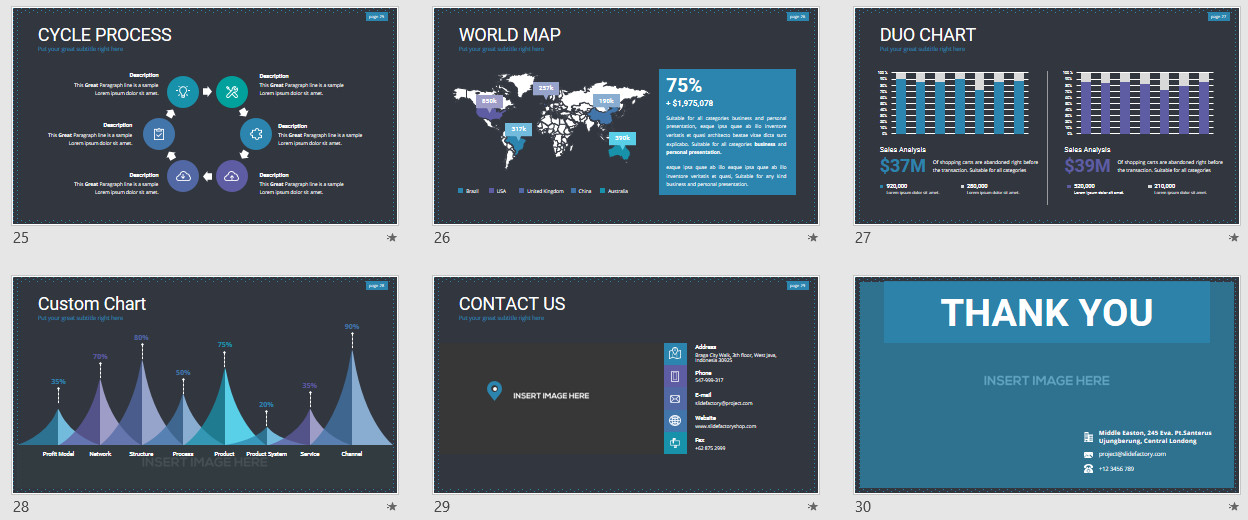 page 25
CYCLE PROCESS
Put your great subtitle right here
Description
This Great Paragraph line is a sample
Lorem ipsum dolor sit amet.
Description
This Great Paragraph line is a sample
Lorem ipsum dolor sit amet.
Description
This Great Paragraph line is a sample
Lorem ipsum dolor sit amet.
Description
This Great Paragraph line is a sample
Lorem ipsum dolor sit amet.
Description
This Great Paragraph line is a sample
Lorem ipsum dolor sit amet.
Description
This Great Paragraph line is a sample
Lorem ipsum dolor sit amet.
25
page 26
WORLD MAP
Put your great subtitle right here
850k
257k
190k
317k
390k
Brazil
USA
United Kingdom
China
Australia
75%
+ $1,975,078
Suitable for all categories business and personal
presentation, eaque ipsa quae ab illo inventore
veritatis et quasi architecto beatae vitae dicta sunt
explicabo. Suitable for all categories business and
personal presentation.
eaque ipsa quae ab illo eaque ipsa quae ab illo
inventore veritatis et quasi, Suitable for any kind
business and personal presentation.
26
page 27
DUO CHART
100%
90%
80%
70%
60%
50%
40%
30%
20%
10%
0%
Sales Analysis
$37M
Of shopping carts are abandoned right before
the transaction. Suitable for all categories
920,000
Lorem ipsum dolor sit amet.
280,000
Lorem ipsum dolor sit amet.
100%
90%
80%
70%
60%
50%
40%
30%
20%
10%
0%
Sales Analysis
$39M
Of shopping carts are abandoned right before
the transaction. Suitable for all categories
520,000
Lorem ipsum dolor sit amet.
210,000
Lorem ipsum dolor sit amet.
27
page 28
Custom Chart
Put your great subtitle right here
35%
70%
80%
50%
75%
20%
35%
90%
Profit Model
Network
Structure
Process
Product
Product System
Service
Channel
INSERT IMAGE HERE
28
page 29
CONTACT US
Put your great subtitle right here
INSERT IMAGE HERE
Address
Braga City Walk, 3th floor, West Java,
Indonesia 30925
Phone
547-999-317
E-mail
slidefactory@project.com
Website
www.slidefactoryshop.com
Fax
+62 875 2999
29
THANK YOU
INSERT IMAGE HERE
Middle Easton, 245 Eva. Pt.Santerus
Ujungberung, Central Londong
project@slidefactory.com
+12 3456 789
30